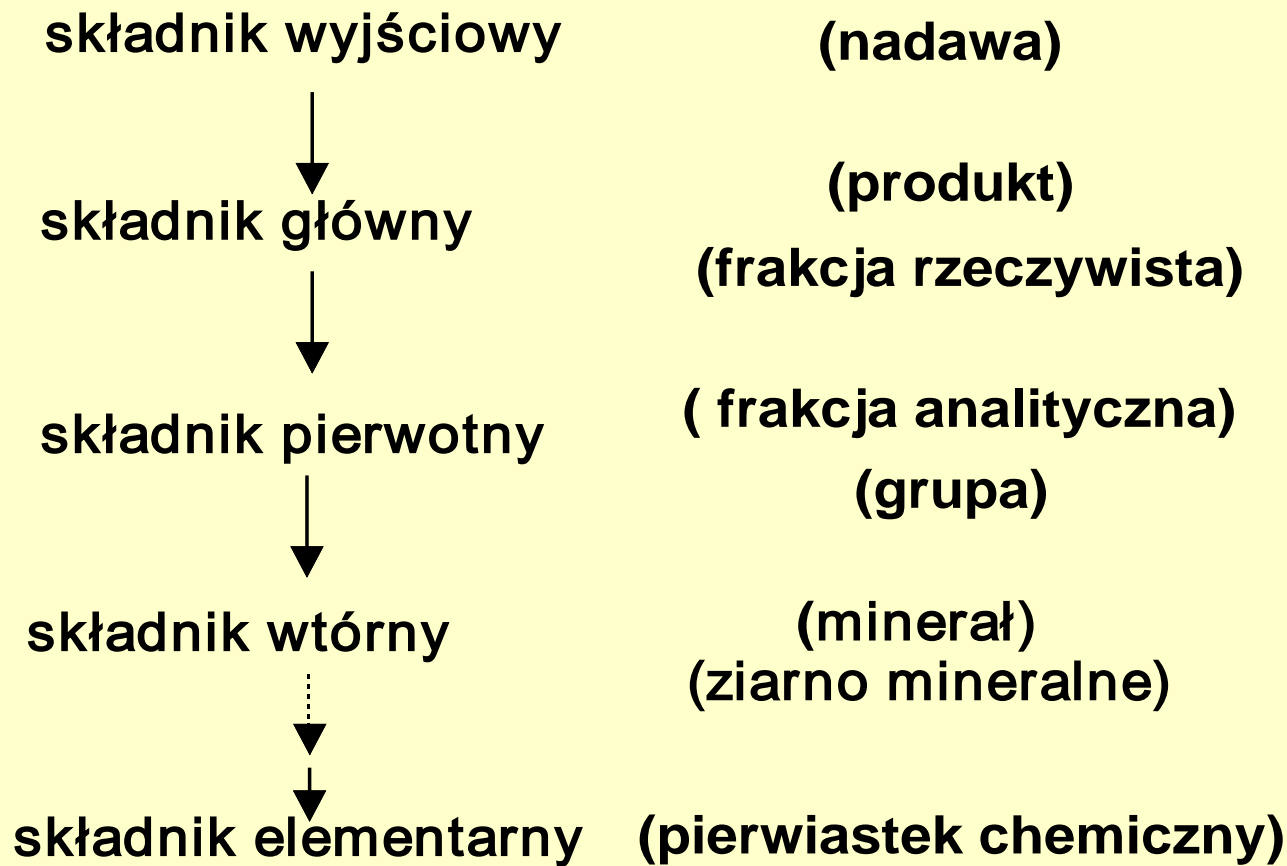 składnik wyjściowy (nadawa)
(produkt)
składnik główny
(frakcja rzeczywista)
( frakcja analityczna)
składnik pierwotny
(grupa)
składnik wtórny (minerał)
(ziarno mineralne)
składnik elementarny (pierwiastek chemiczny)